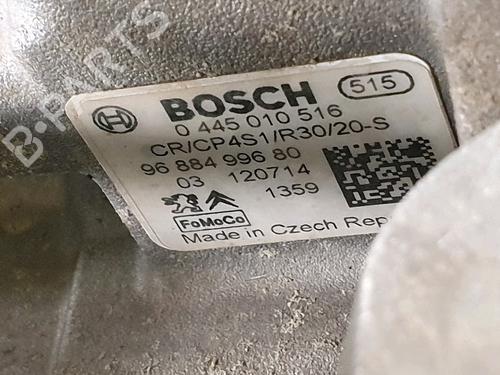 B-PARTS
BOSCH 515
0 445 010 516
CR/CP4S1/R30/20-S
96 884 996 80
03 120714
1359
FoMoCo
Made in Czech Rep